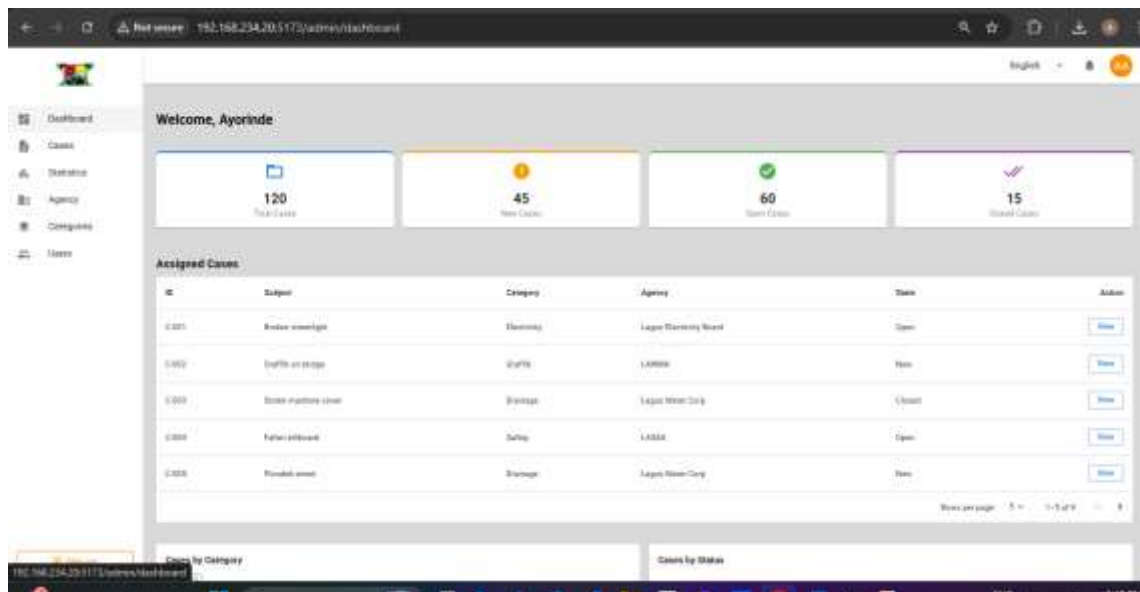 Not secure 192.168.234.20:5173/admin/dashboard
English
AA
Dashboard
Cases
Statistics
Agency
Categories
Users
Welcome, Ayorinde
120
Total Cases
45
New Cases
60
Open Cases
15
Closed Cases
Assigned Cases
ID Subject Category Agency State Action
C001 Broken streetlight Electricity Lagos Electricity Board Open View
C002 Graffiti on bridge Graffiti New View
C003 Stolen manhole cover Drainage Lagos Water Corp Closed View
C004 Fallen billboard Safety LASAA Open View
C005 Flooded street Drainage Lagos Water Corp New View
Rows per page 5 1-5 of
Cases by Category Cases by Status
192.168.234.20:5173/admin/dashboard